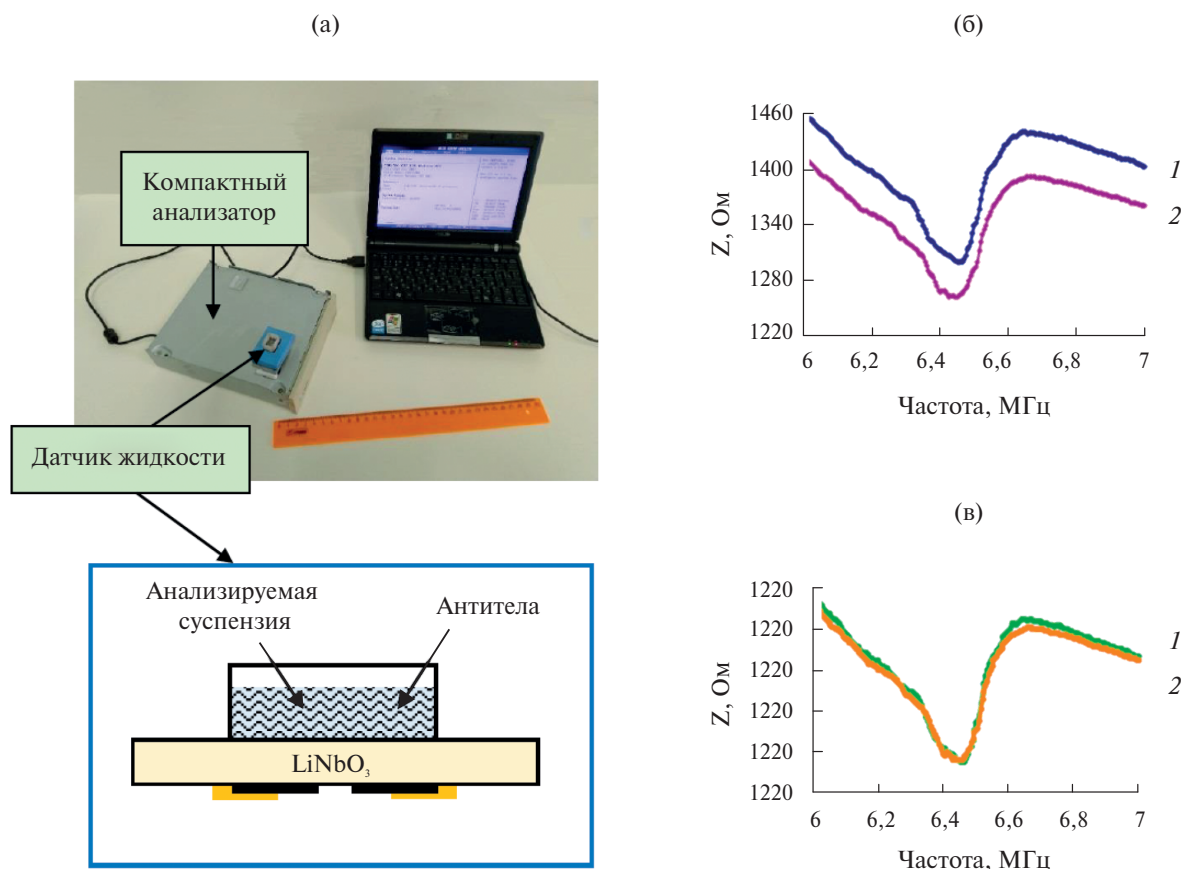 (а)
Компактный
анализатор
Датчик жидкости
Анализируемая
суспензия
Антитела
LiNbO₃
(б)
Z, Ом
1460
1400
1340
1280
1220
6 6,2 6,4 6,6 6,8 7
1
2
Частота, МГц
(в)
Z, Ом
1220
1220
1220
1220
1220
1220
6 6,2 6,4 6,6 6,8 7
1
2
Частота, МГц